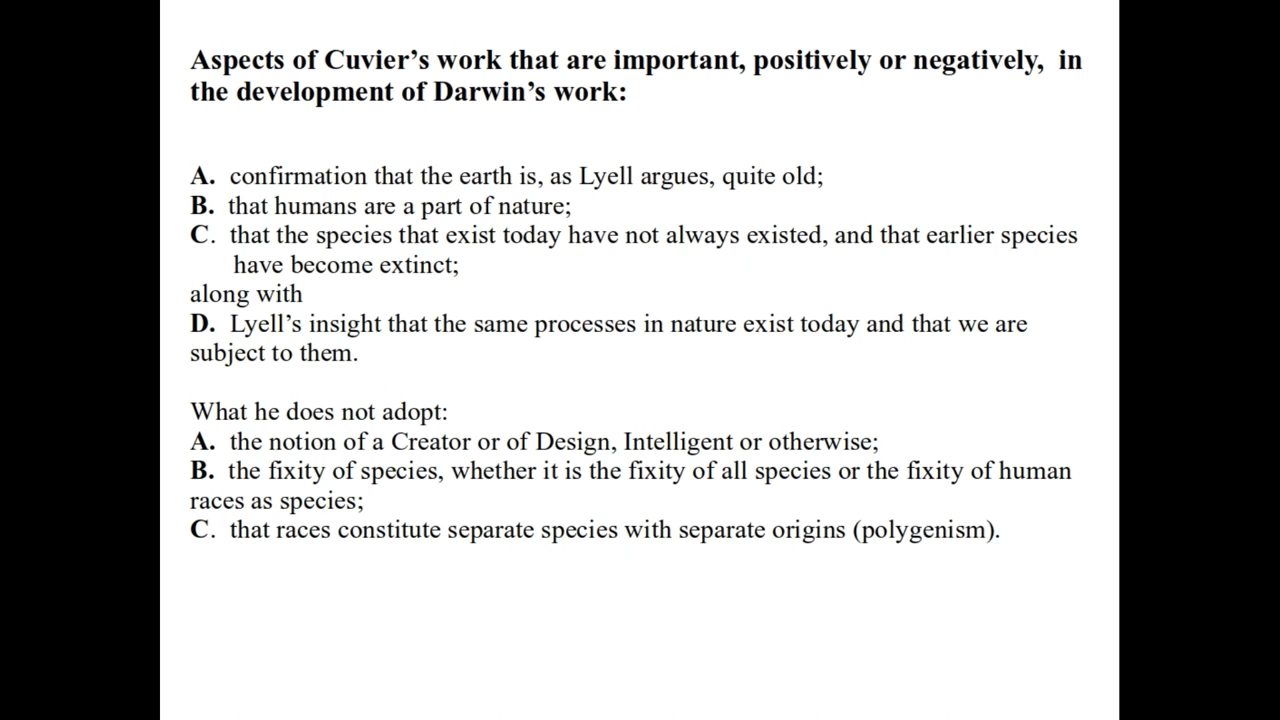 Aspects of Cuvier’s work that are important, positively or negatively,  in
the development of Darwin’s work:
A.  confirmation that the earth is, as Lyell argues, quite old;
B.  that humans are a part of nature;
C.  that the species that exist today have not always existed, and that earlier species
have become extinct;
along with
D.  Lyell’s insight that the same processes in nature exist today and that we are
subject to them.
What he does not adopt:
A.  the notion of a Creator or of Design, Intelligent or otherwise;
B.  the fixity of species, whether it is the fixity of all species or the fixity of human
races as species;
C.  that races constitute separate species with separate origins (polygenism).